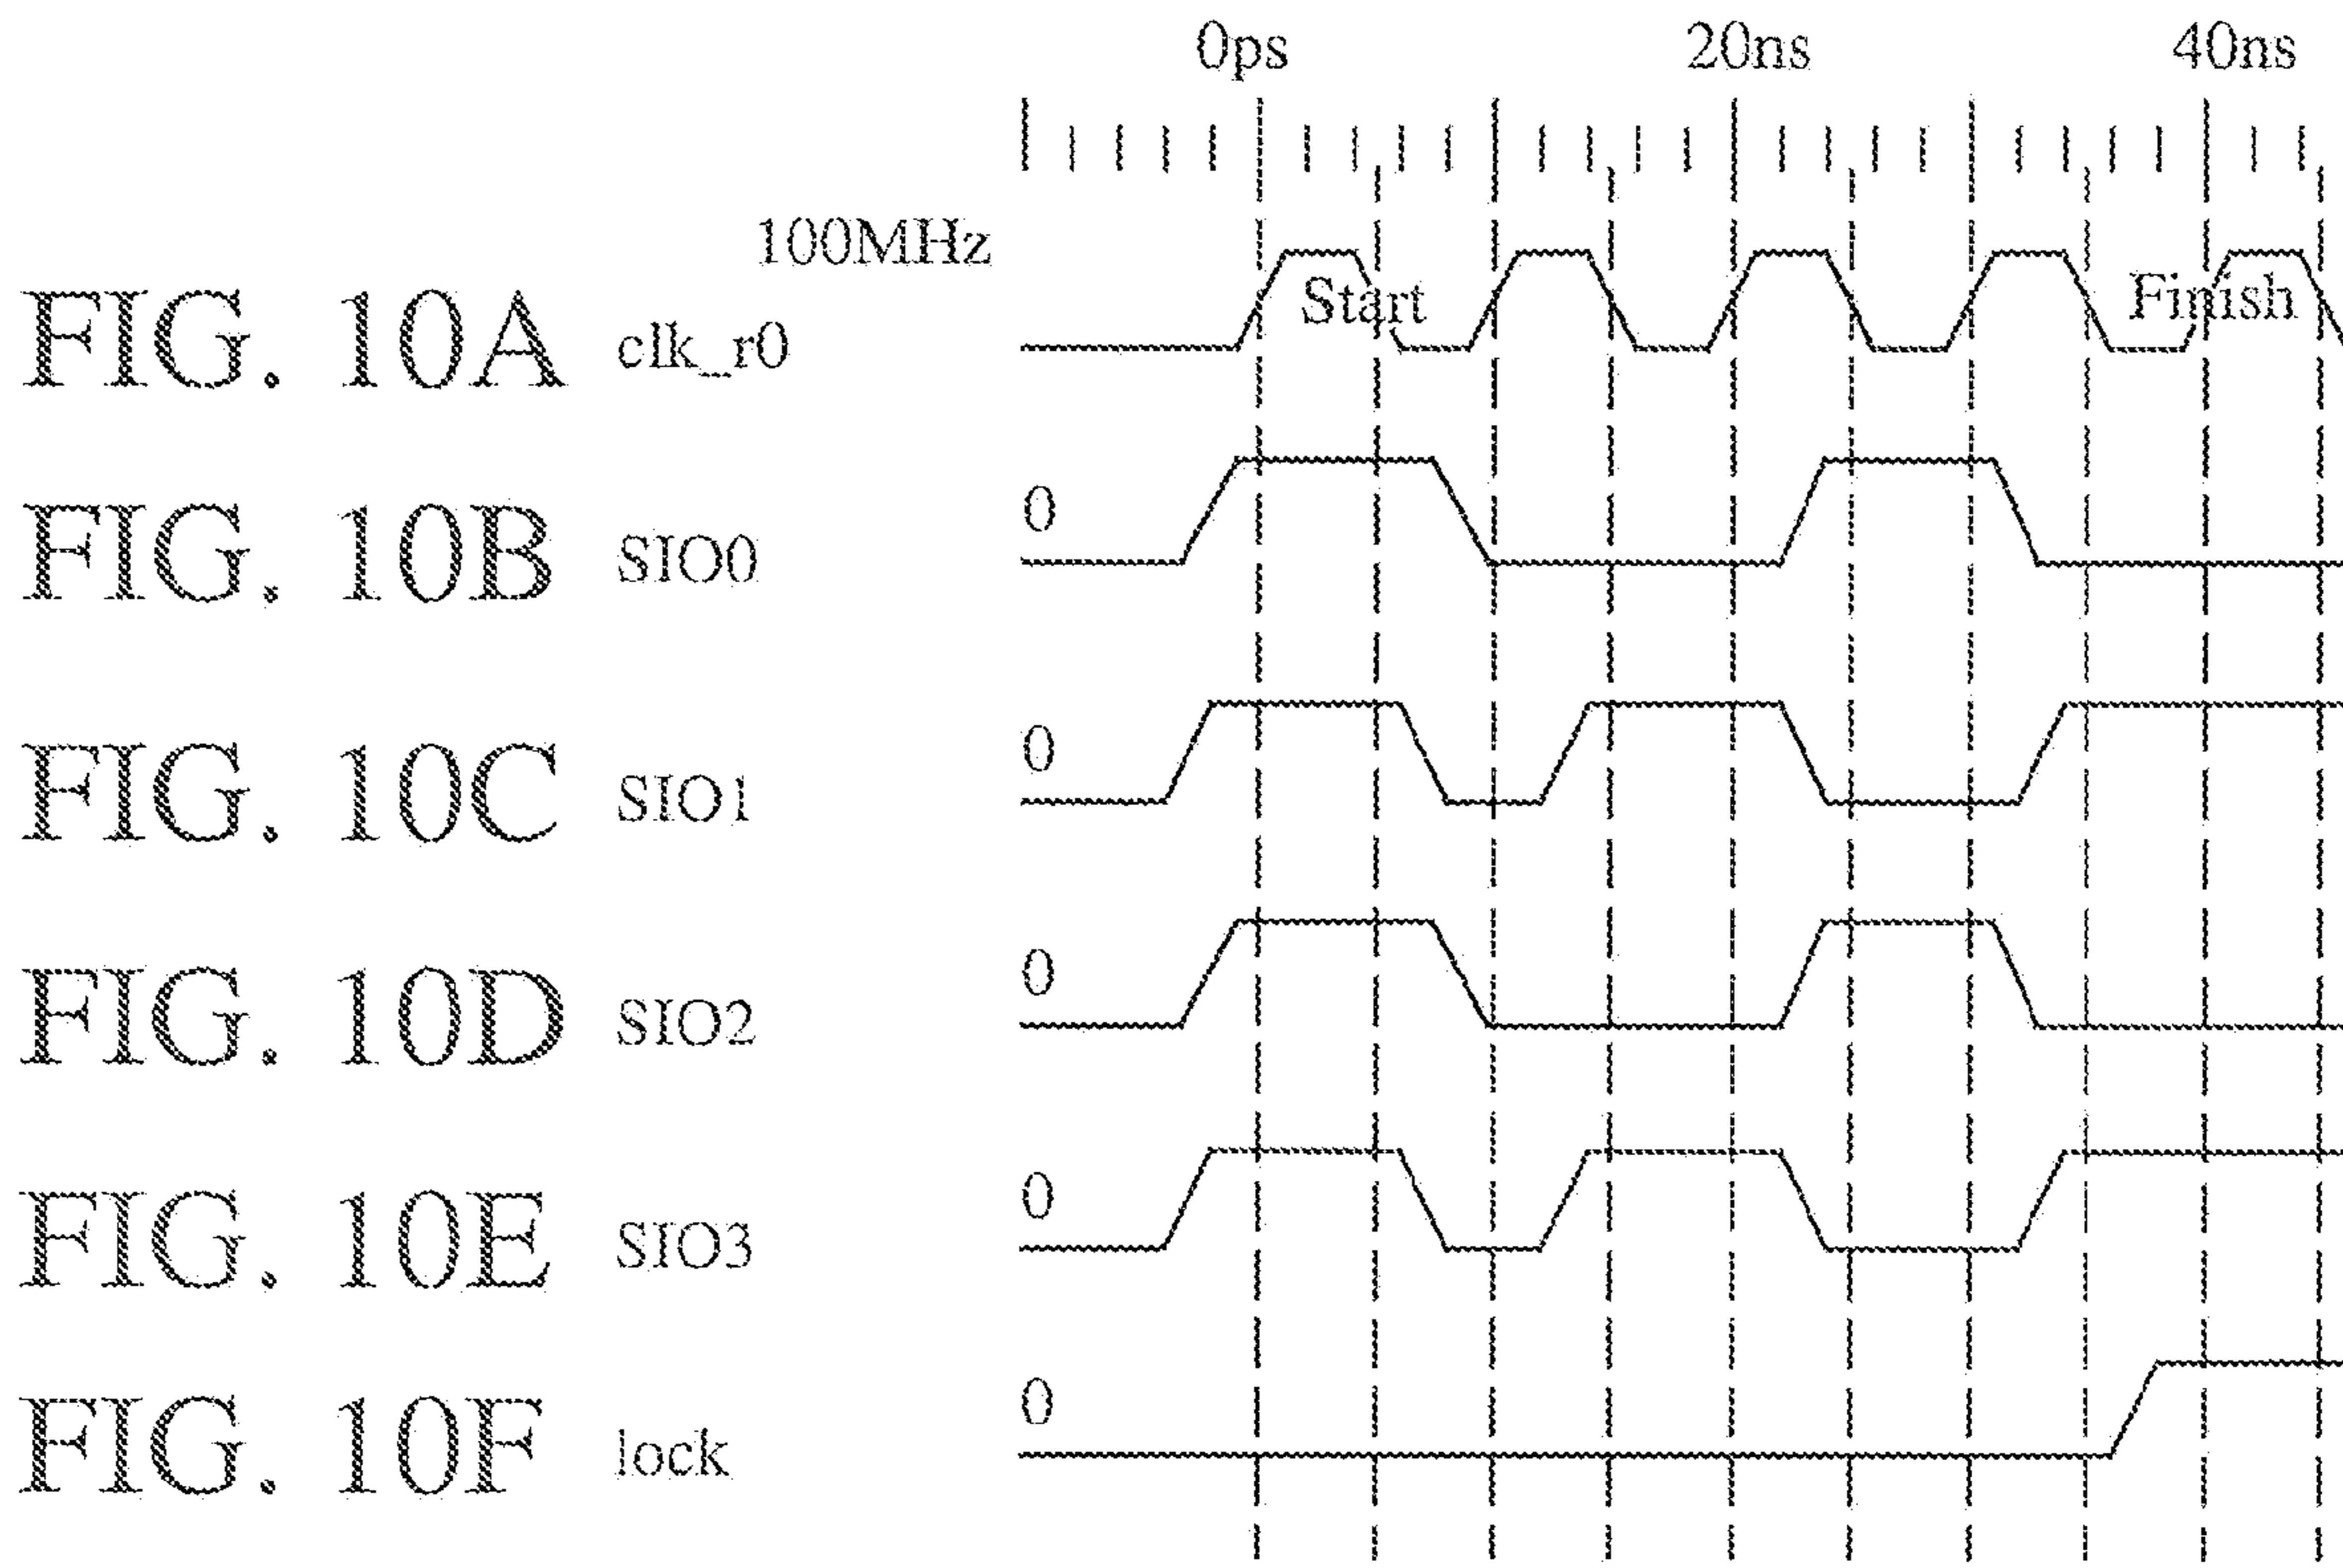 0ps 20ns 40ns
100MHz
Start Finish
FIG. 10A clk_r0
0
FIG. 10B SIO0
0
FIG. 10C SIO1
0
FIG. 10D SIO2
0
FIG. 10E SIO3
0
FIG. 10F lock